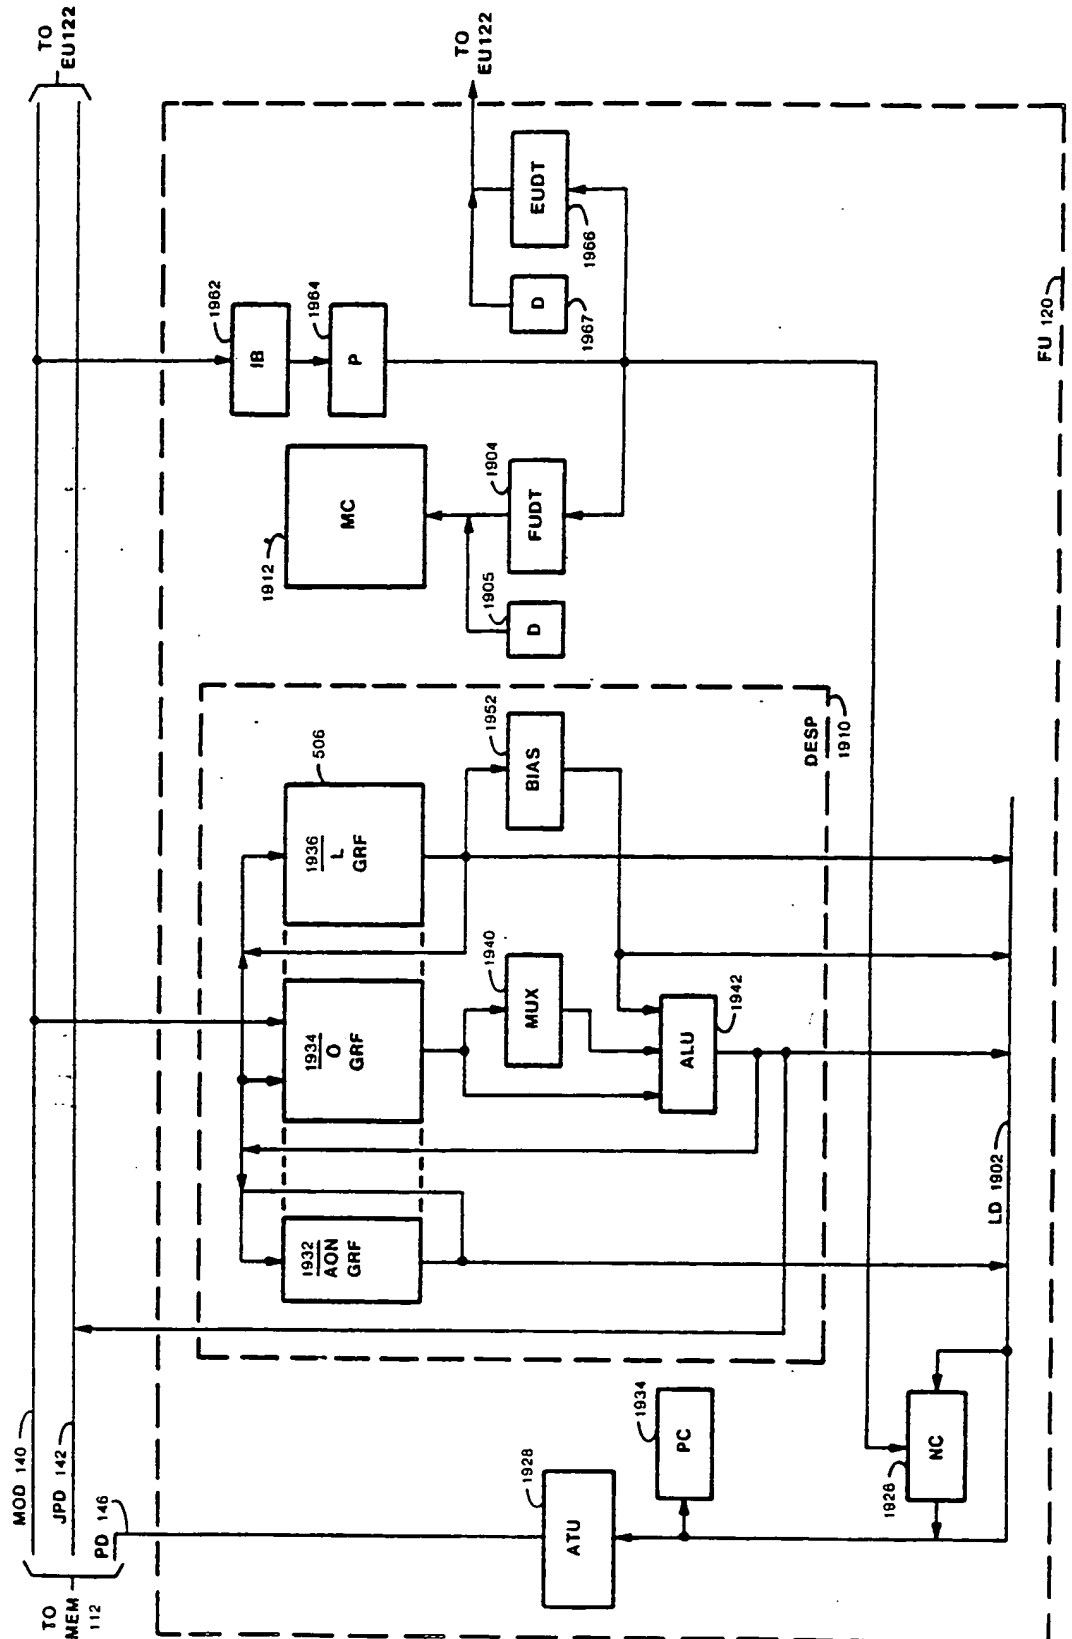 TO
EU122
TO
EU122
MOD 140
JPD 142
PD 146
TO
MEM
112
IB
1962
P
1964
EUDT
1966
D
1967
MC
1912
FUDT
1904
D
1905
506
1936
L
GRF
1934
O
GRF
1932
AON
GRF
BIAS
1952
MUX
1940
ALU
1942
DESP
1910
ATU
1928
PC
1934
NC
LD 1902
FU 120